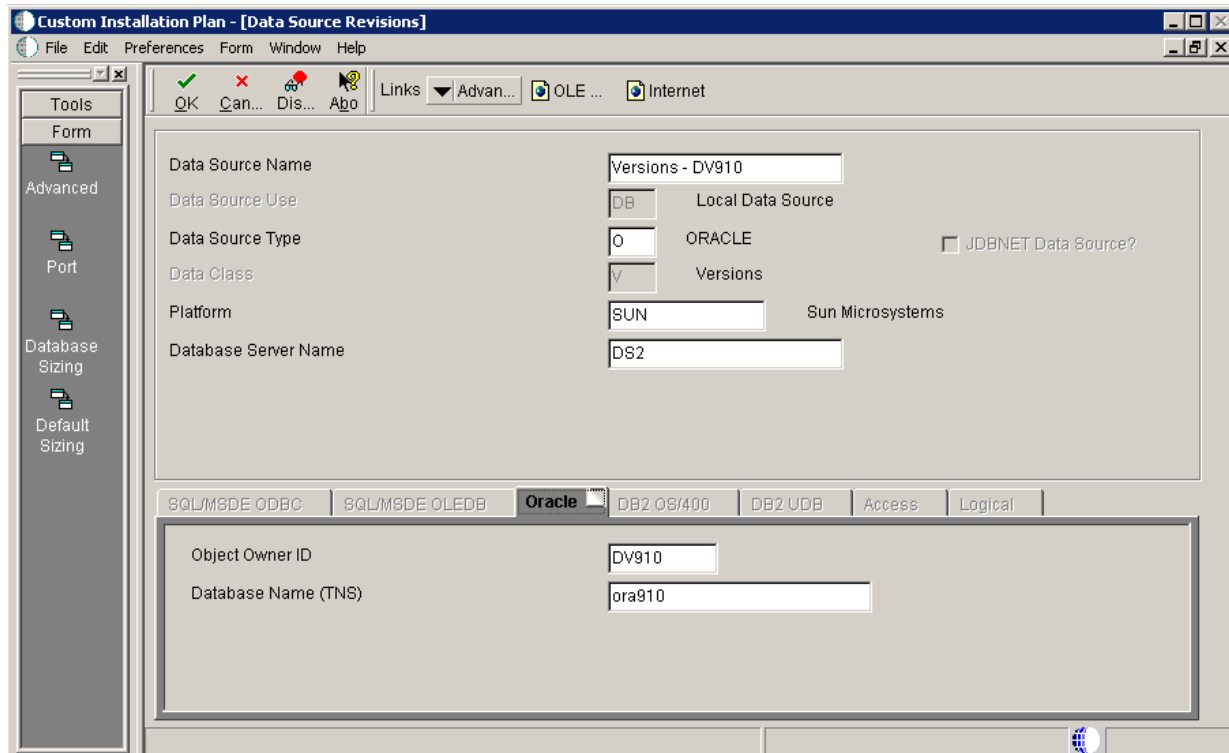 Custom Installation Plan - [Data Source Revisions]
File Edit Preferences Form Window Help
OK Can... Dis... Abo Links Advan... OLE ... Internet
Tools
Form
Advanced
Port
Database
Sizing
Default
Sizing
Data Source Name Versions - DV910
Data Source Use DB Local Data Source
Data Source Type O ORACLE JDBNET Data Source?
Data Class V Versions
Platform SUN Sun Microsystems
Database Server Name DS2
SQL/MSDE ODBC SQL/MSDE OLEDB Oracle DB2 OS/400 DB2 UDB Access Logical
Object Owner ID DV910
Database Name (TNS) ora910